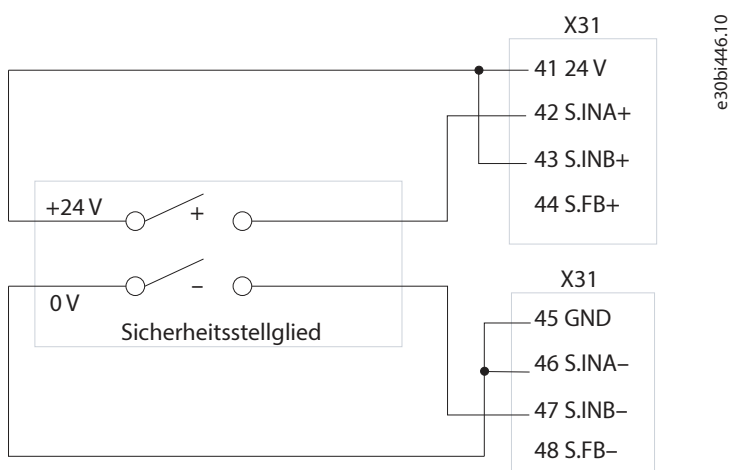 X31
41 24 V
42 S.INA+
43 S.INB+
44 S.FB+
+24 V
+
–
0 V
Sicherheitsstellglied
X31
45 GND
46 S.INA–
47 S.INB–
48 S.FB–
e30bi446.10